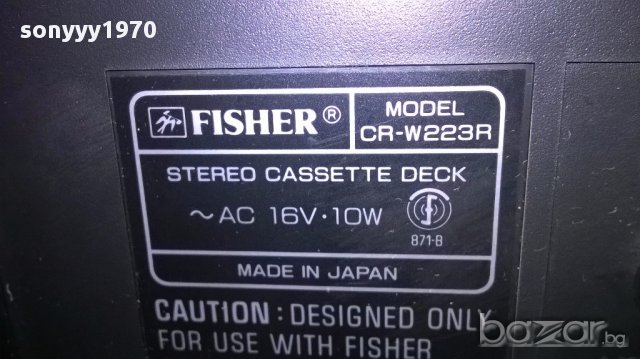 sonyyy1970
FISHER®
MODEL
CR-W223R
STEREO CASSETTE DECK
~ AC 16V · 10W
871-B
MADE IN JAPAN
CAUTION : DESIGNED ONLY
FOR USE WITH FISHER
bazar.bg